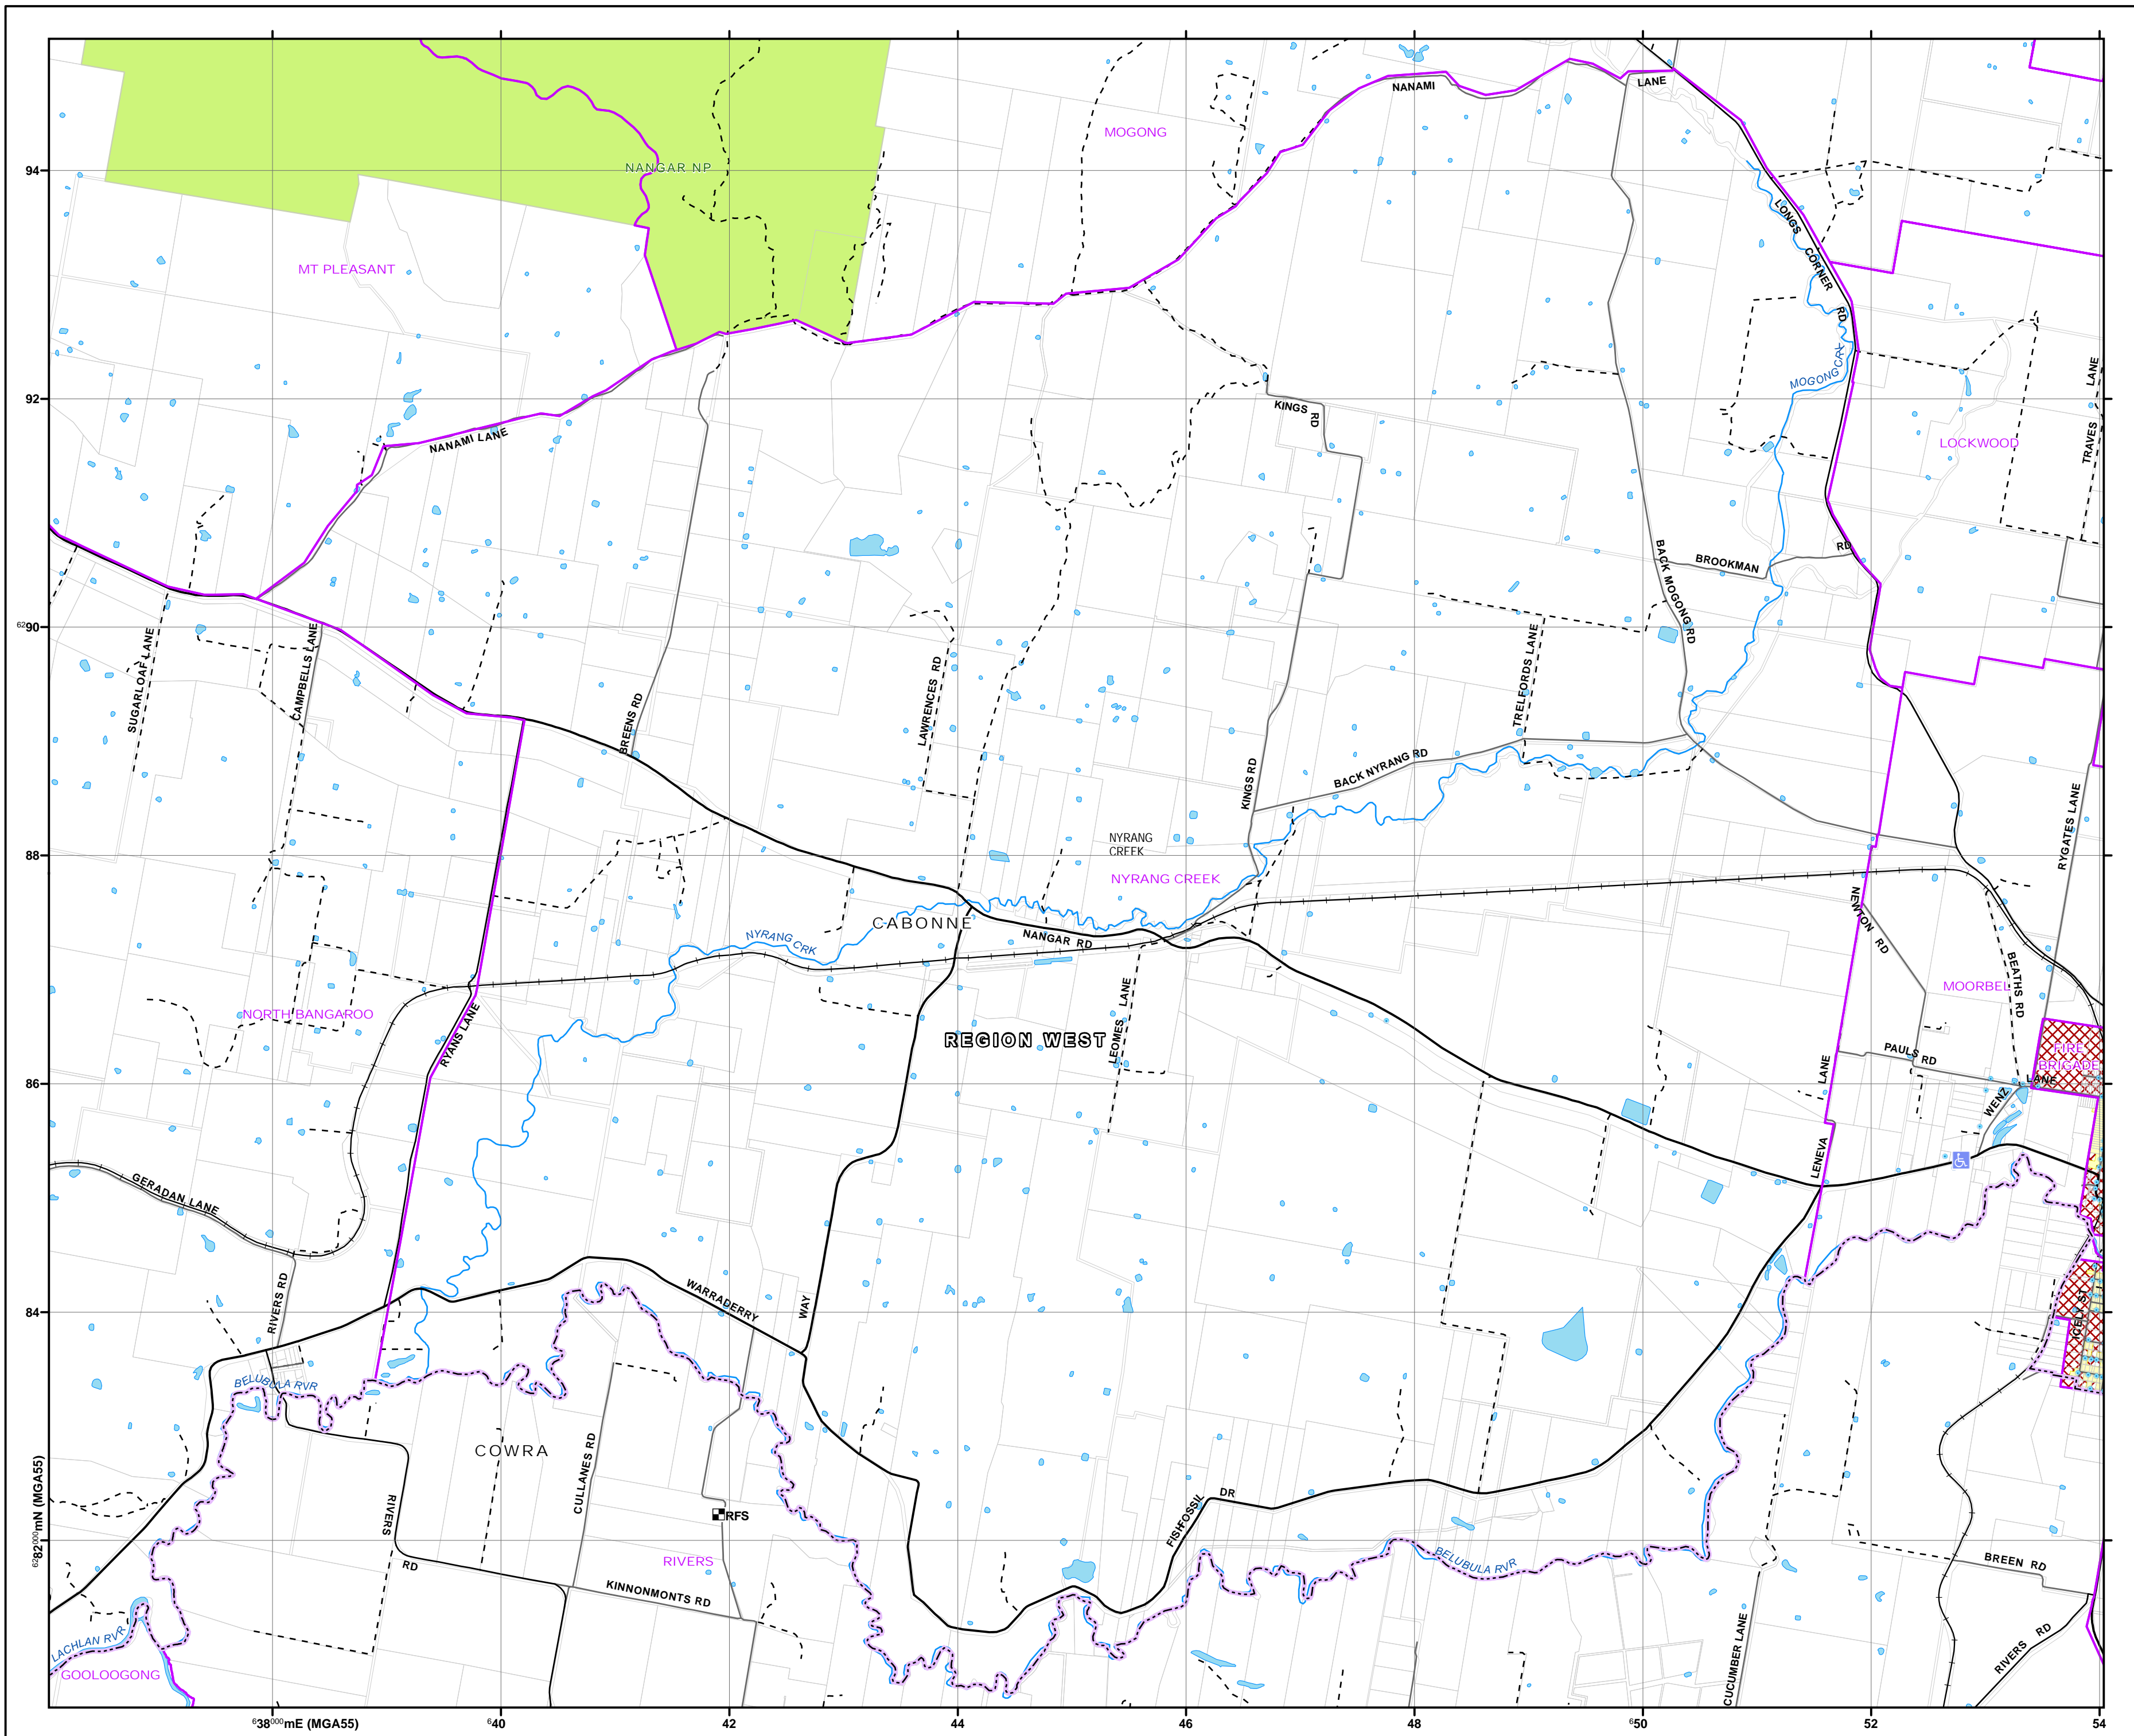 NANAMI
LANE
MOGONG
94
NANGAR NP
LONGS
CORNER
RD
MT PLEASANT
MOGONG CRK
92
KINGS
RD
TRAVES LANE
LOCKWOOD
NANAMI LANE
BACK MOGONG RD
BROOKMAN
RD
6290
SUGARLOAF LANE
CAMPBELLS LANE
BREENS RD
LAWRENCES RD
TRELFORDS LANE
KINGS RD
BACK NYRANG RD
RYGATES LANE
NYRANG
CREEK
88
NYRANG CREEK
CABONNE
NYRANG CRK
NANGAR RD
NEWTON RD
BEATHS RD
MOORBEL
NORTH BANGAROO
RYANS LANE
REGION WEST
LEOMES LANE
PAULS RD
FIRE
BRIGADE
86
LANE
LANE
WENZ
LENEVA
GERADAN LANE
RIVERS RD
WARRADERRY
WAY
84
ICELY ST
BELUBULA RVR
COWRA
CULLANES RD
RIVERS
RD
RFS
FISHFOSSIL
DR
6282000mN (MGA55)
RIVERS
BELUBULA RVR
BREEN RD
KINNONMONTS RD
CUCUMBER LANE
RIVERS RD
LACHLAN RVR
GOOLOOGONG
638000mE (MGA55)
640
42
44
46
48
650
52
54